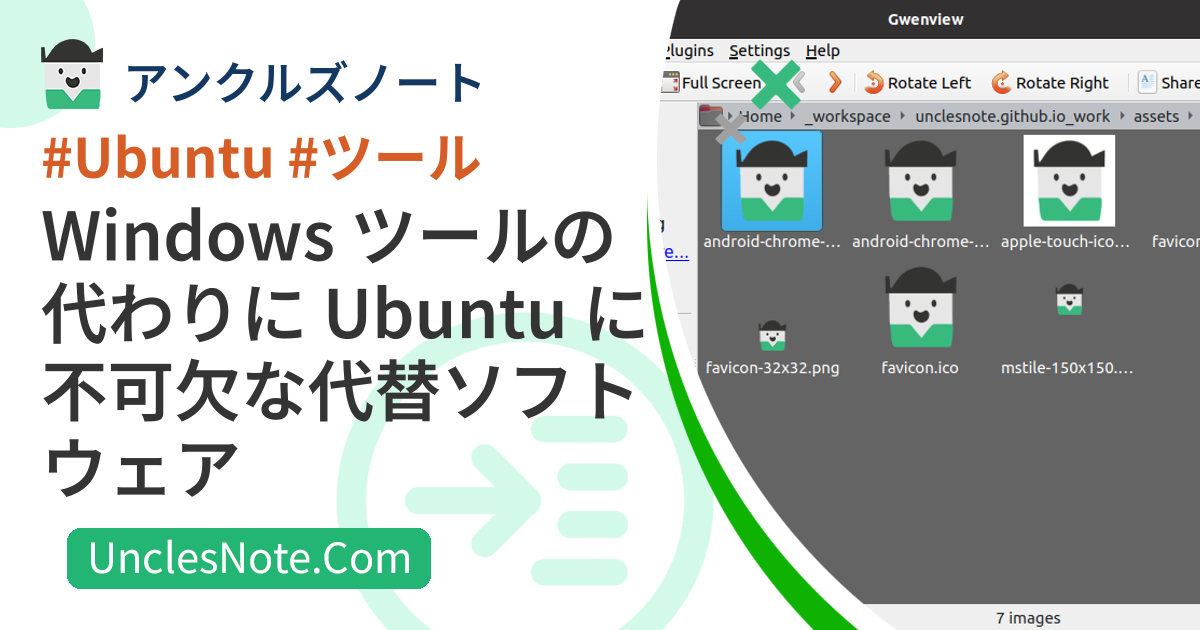 アンクルズノート
#Ubuntu #ツール
Windows ツールの
代わりに Ubuntu に
不可欠な代替ソフト
ウェア
UnclesNote.Com
Gwenview
Plugins Settings Help
Full Screen Rotate Left Rotate Right Share
Home _workspace unclesnote.github.io_work assets
e...
android-chrome-... android-chrome-... apple-touch-ico... favicon
favicon-32x32.png favicon.ico mstile-150x150....
7 images